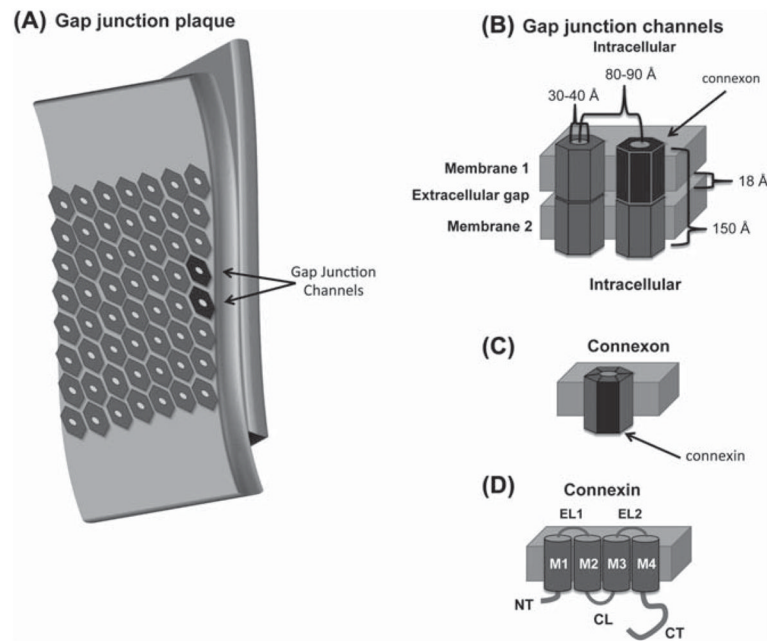 (A) Gap junction plaque
Gap Junction
Channels
(B) Gap junction channels
Intracellular
80-90 Å
connexon
30-40 Å
Membrane 1
18 Å
Extracellular gap
Membrane 2
150 Å
Intracellular
(C) Connexon
connexin
(D) Connexin
EL1 EL2
M1 M2 M3 M4
NT
CL
CT